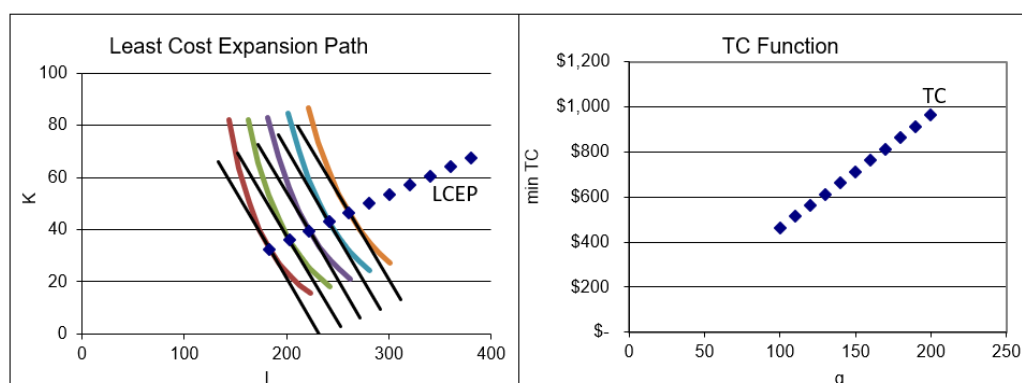 Least Cost Expansion Path
100
80
60
40
20
0
K
LCEP
0 100 200 300 400
TC Function
$1,200
$1,000
$800
$600
$400
$200
$-
min TC
TC
0 50 100 150 200 250